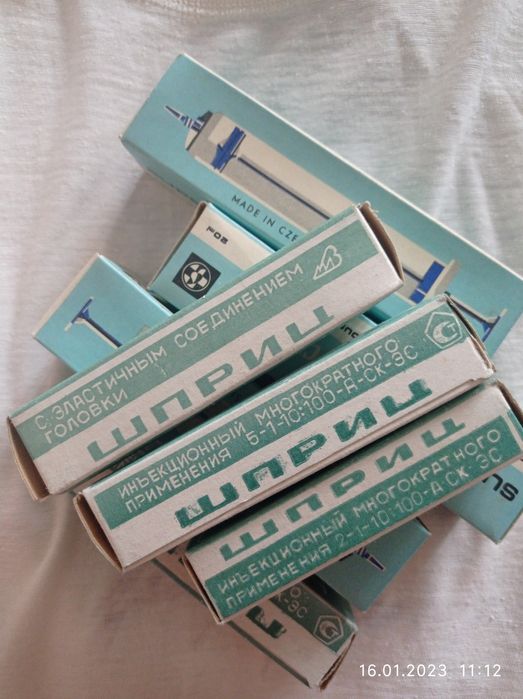 MADE IN CZE
С ЭЛАСТИЧНЫМ СОЕДИНЕНИЕМ
ГОЛОВКИ
ШПРИЦ
ИНЪЕКЦИОННЫЙ МНОГОКРАТНОГО
ПРИМЕНЕНИЯ 5-1-10:100-А-СК-ЭС
ШПРИЦ
ШПРИЦ
ИНЪЕКЦИОННЫЙ МНОГОКРАТНОГО
ПРИМЕНЕНИЯ 2-1-10:100-А-СК-ЭС
16.01.2023 11:12